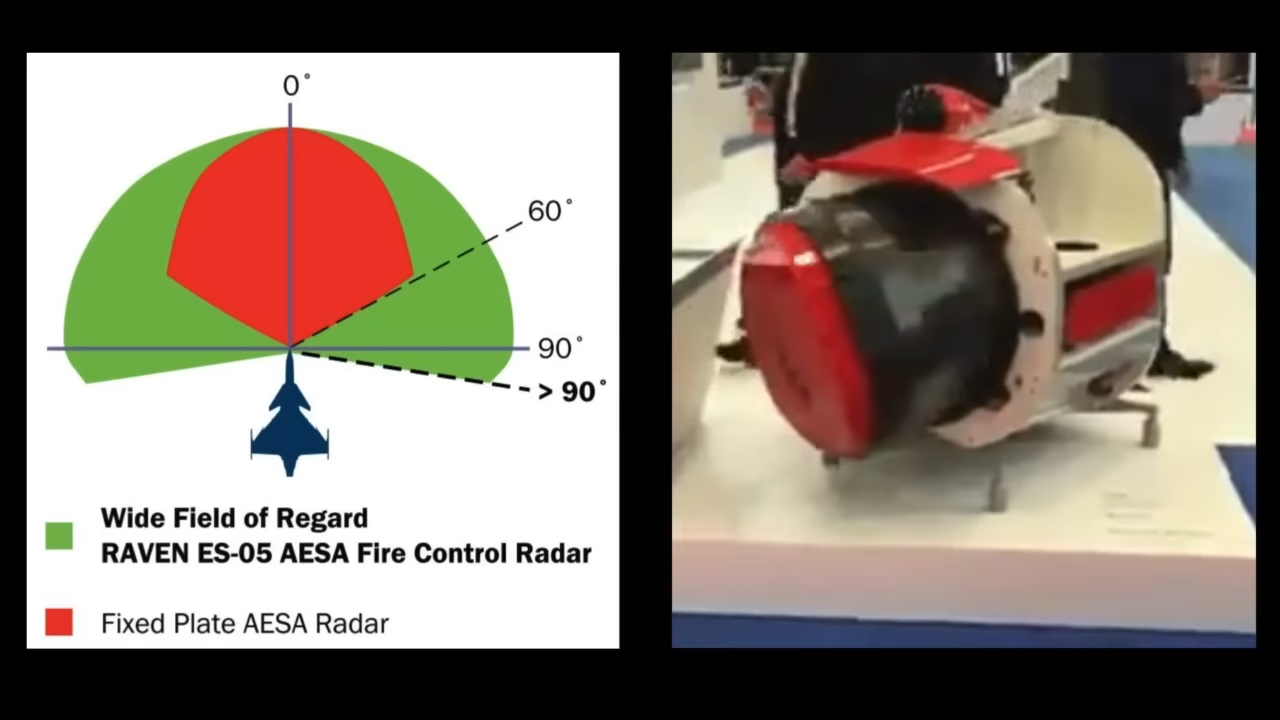 0°
60°
90°
> 90°
Wide Field of Regard
RAVEN ES-05 AESA Fire Control Radar
Fixed Plate AESA Radar